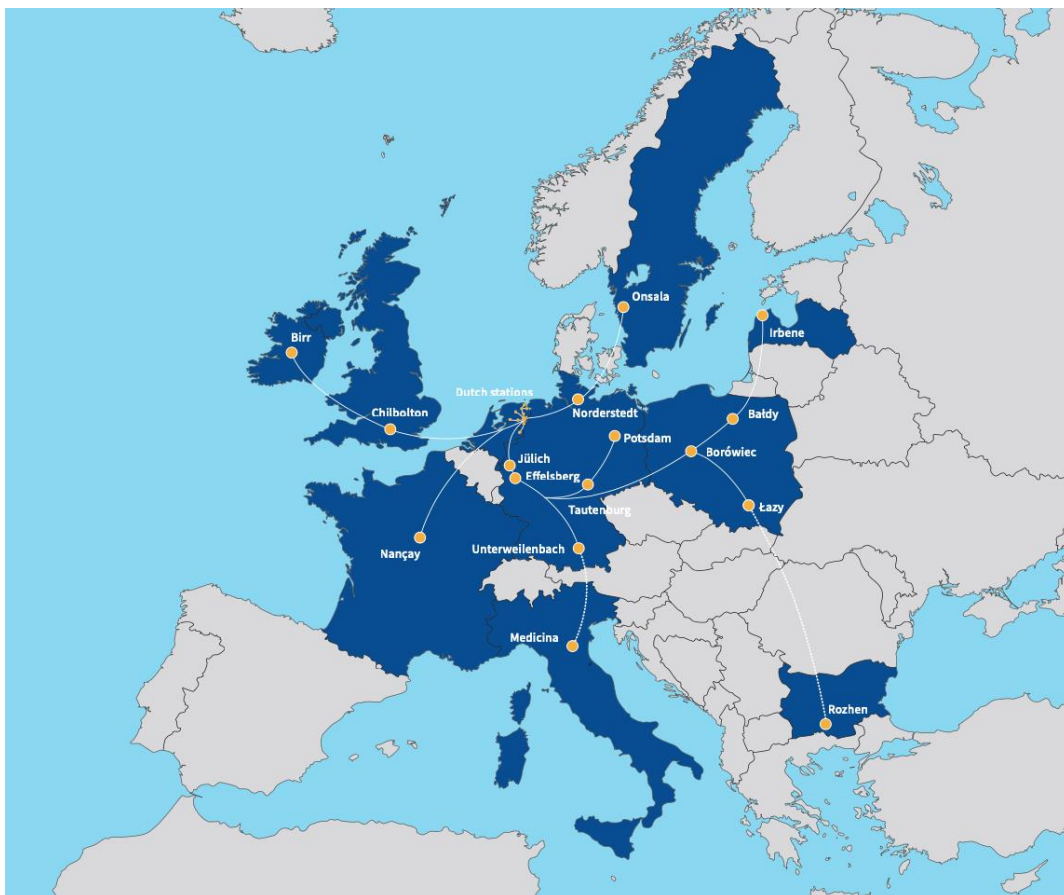 Onsala
Irbene
Birr
Dutch stations
Chilbolton
Norderstedt
Bałdy
Potsdam
Borówiec
Jülich
Effelsberg
Tautenburg
Łazy
Nançay
Unterweilenbach
Medicina
Rozhen